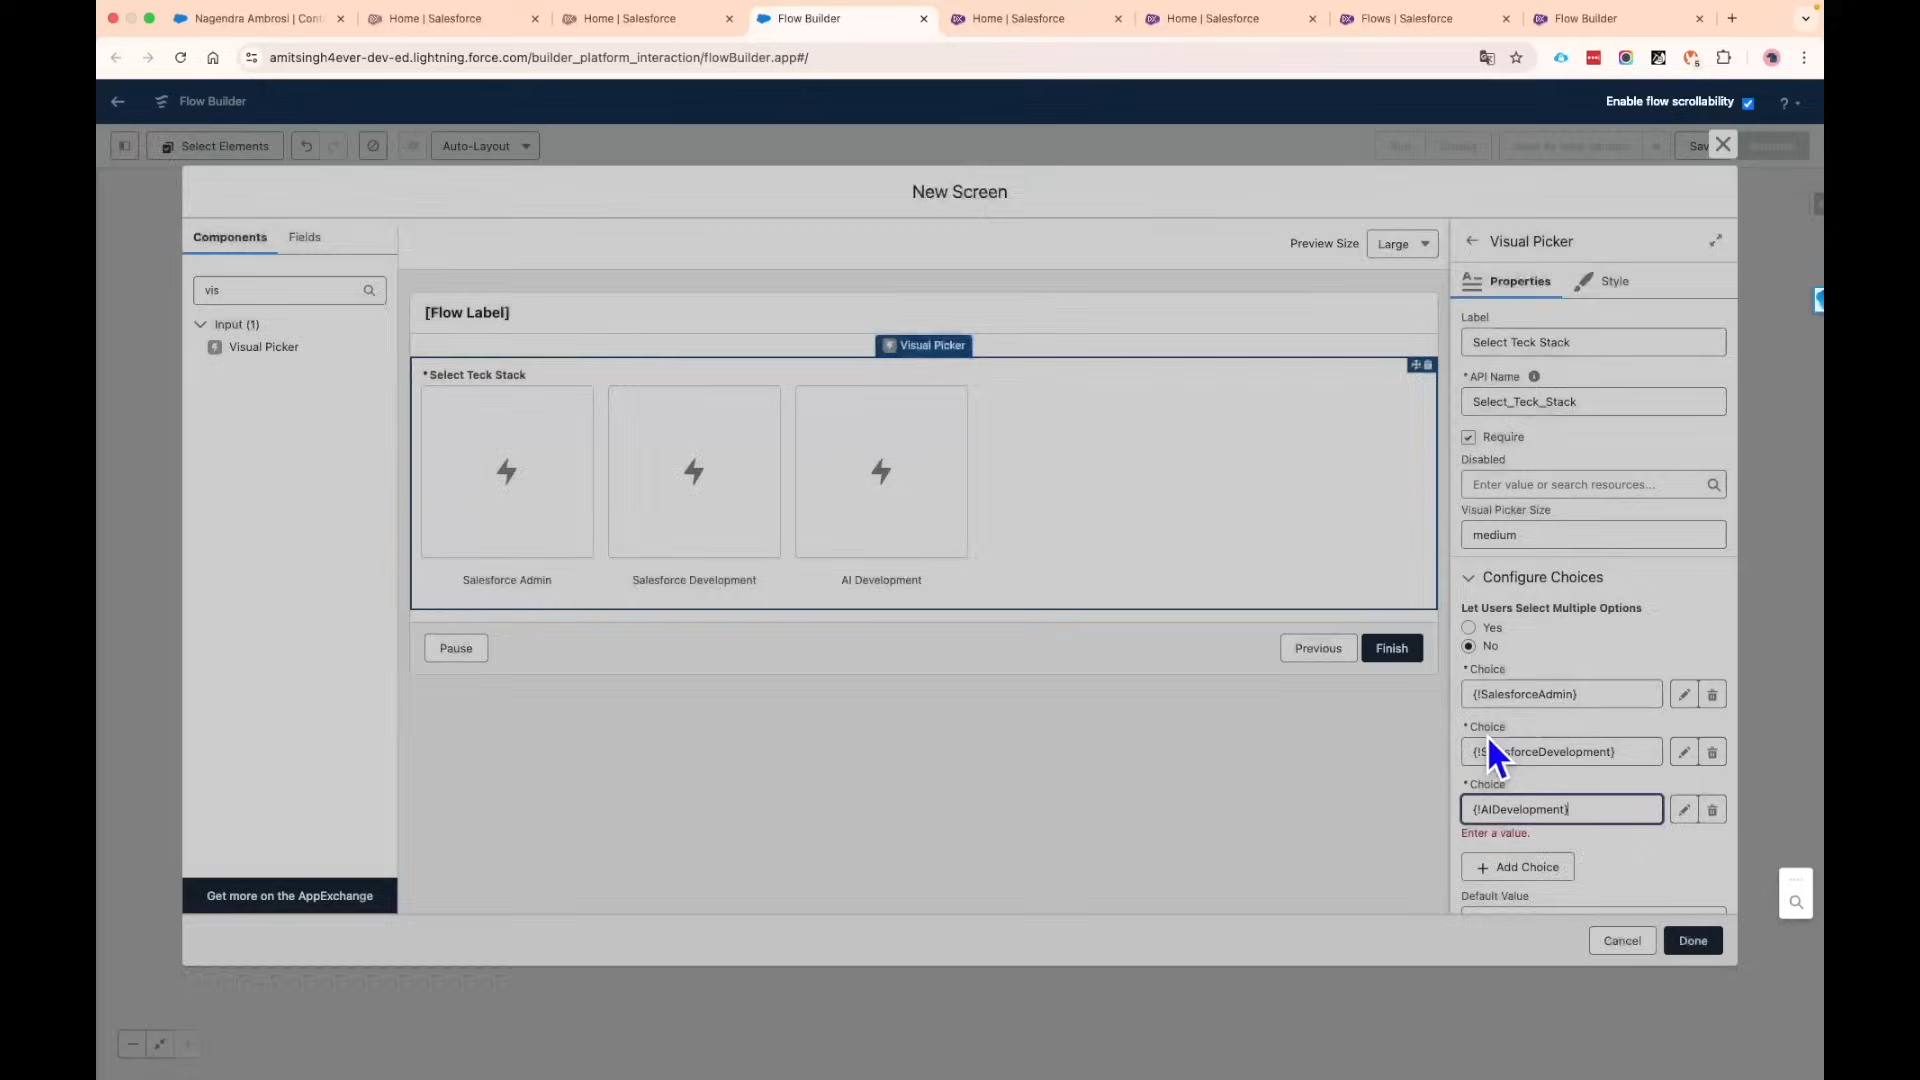 Nagendra Ambrosi | Cont
Home | Salesforce
Home | Salesforce
Flow Builder
Home | Salesforce
Home | Salesforce
Flows | Salesforce
Flow Builder
amitsingh4ever-dev-ed.lightning.force.com/builder_platform_interaction/flowBuilder.app#/
Flow Builder
Enable flow scrollability
?
Select Elements
Auto-Layout
New Screen
Components
Fields
Preview Size
Large
Visual Picker
vis
Properties
Style
[Flow Label]
Input (1)
Visual Picker
Label
Visual Picker
Select Teck Stack
* Select Teck Stack
* API Name
Select_Teck_Stack
Require
Disabled
Enter value or search resources...
Visual Picker Size
medium
Configure Choices
Salesforce Admin
Salesforce Development
AI Development
Let Users Select Multiple Options
Yes
No
Pause
Previous
Finish
* Choice
{!SalesforceAdmin}
* Choice
* Choice
{!AIDevelopment}
Enter a value.
+ Add Choice
Get more on the AppExchange
Default Value
Cancel
Done